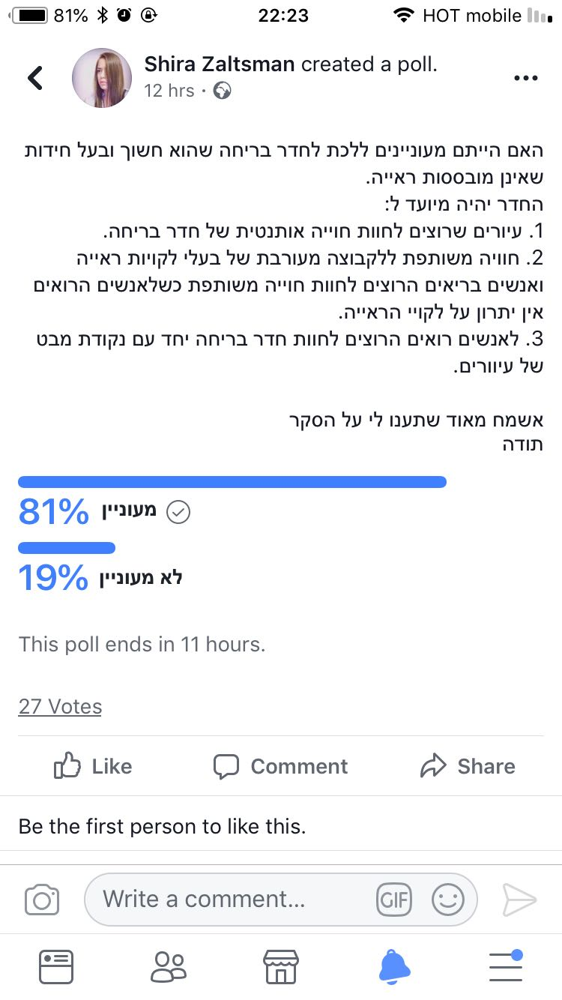 81%
22:23
HOT mobile
Shira Zaltsman created a poll.
12 hrs ·
האם הייתם מעוניינים ללכת לחדר בריחה שהוא חשוך ובעל חידות
שאינן מובססות ראייה.
החדר יהיה מיועד ל:
1. עיורים שרוצים לחוות חוייה אותנטית של חדר בריחה.
2. חוויה משותפת ללקבוצה מעורבת של בעלי לקויות ראייה
ואנשים בריאים הרוצים לחוות חוייה משותפת כשלאנשים הרואים
אין יתרון על לקויי הראייה.
3. לאנשים רואים הרוצים לחוות חדר בריחה יחד עם נקודת מבט
של עיוורים.
אשמח מאוד שתענו לי על הסקר
תודה
81% מעוניין
19% לא מעוניין
This poll ends in 11 hours.
27 Votes
Like
Comment
Share
Be the first person to like this.
Write a comment...
GIF